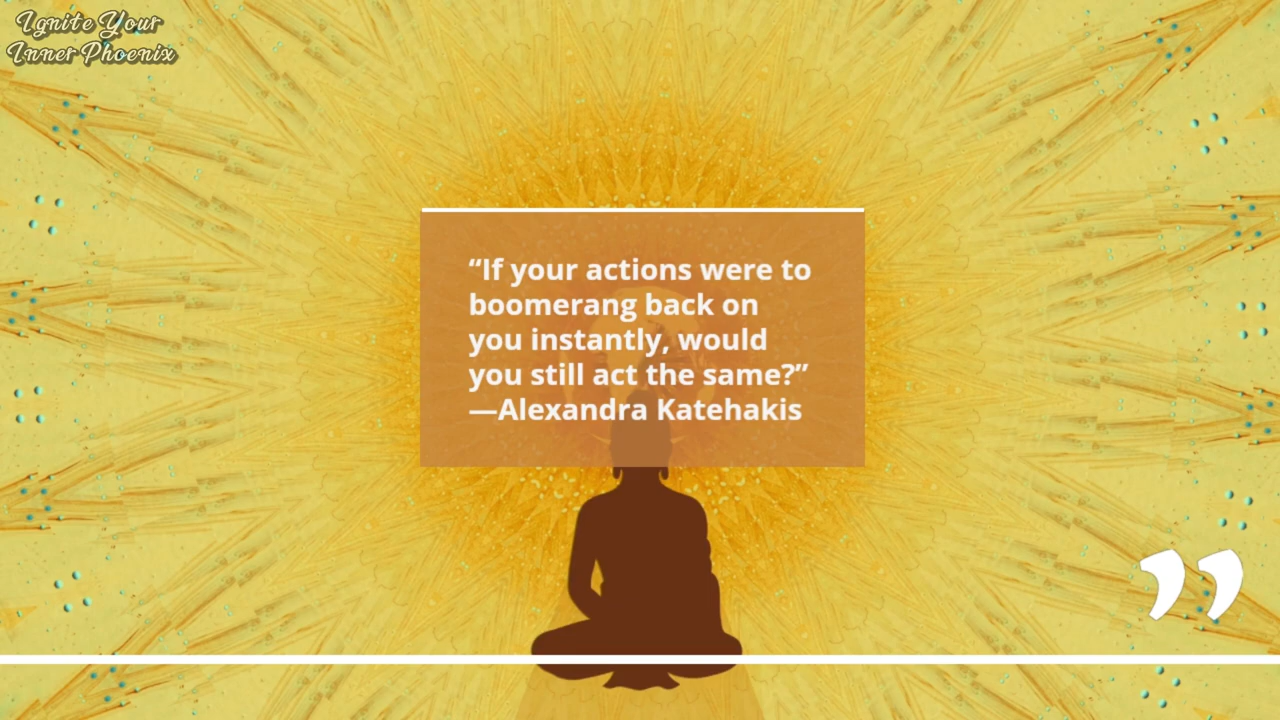 Ignite Your
Inner Phoenix
“If your actions were to
boomerang back on
you instantly, would
you still act the same?”
—Alexandra Katehakis
”